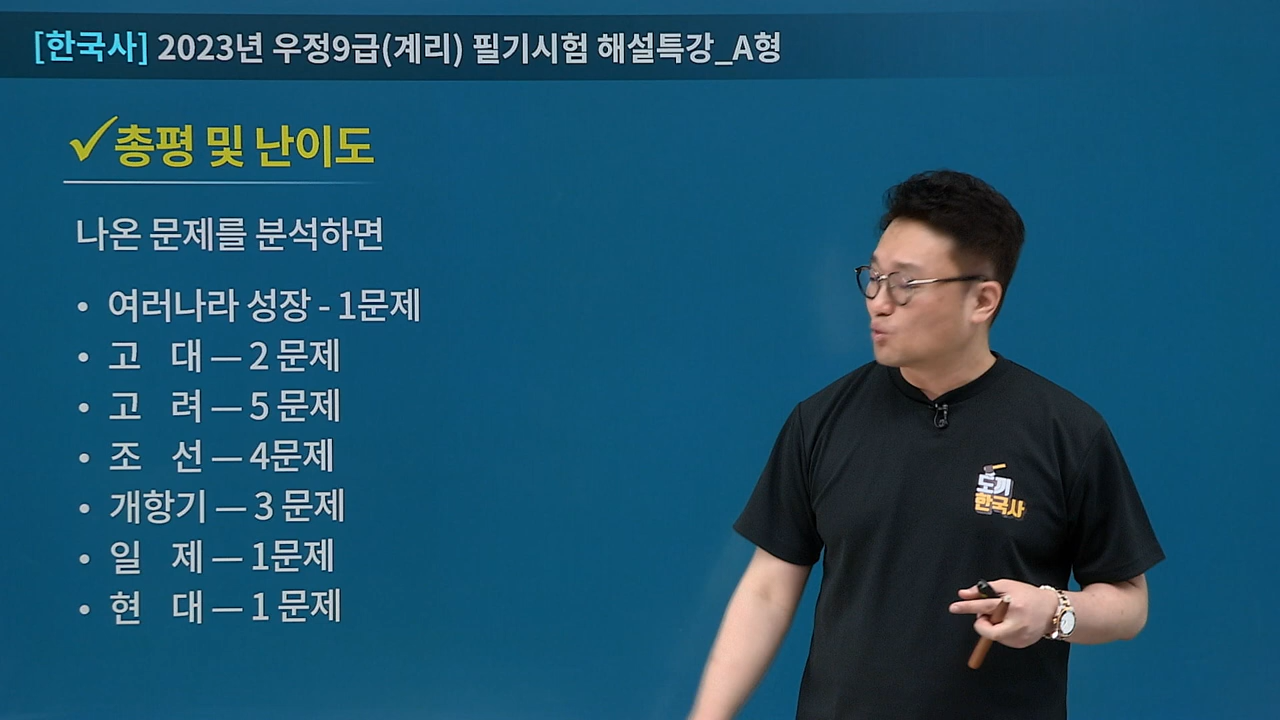 [한국사] 2023년 우정9급(계리) 필기시험 해설특강_A형
총평 및 난이도
나온 문제를 분석하면
• 여러나라 성장 - 1문제
• 고 대 — 2 문제
• 고 려 — 5 문제
• 조 선 — 4문제
• 개항기 — 3 문제
• 일 제 — 1문제
• 현 대 — 1 문제
도끼
한국사